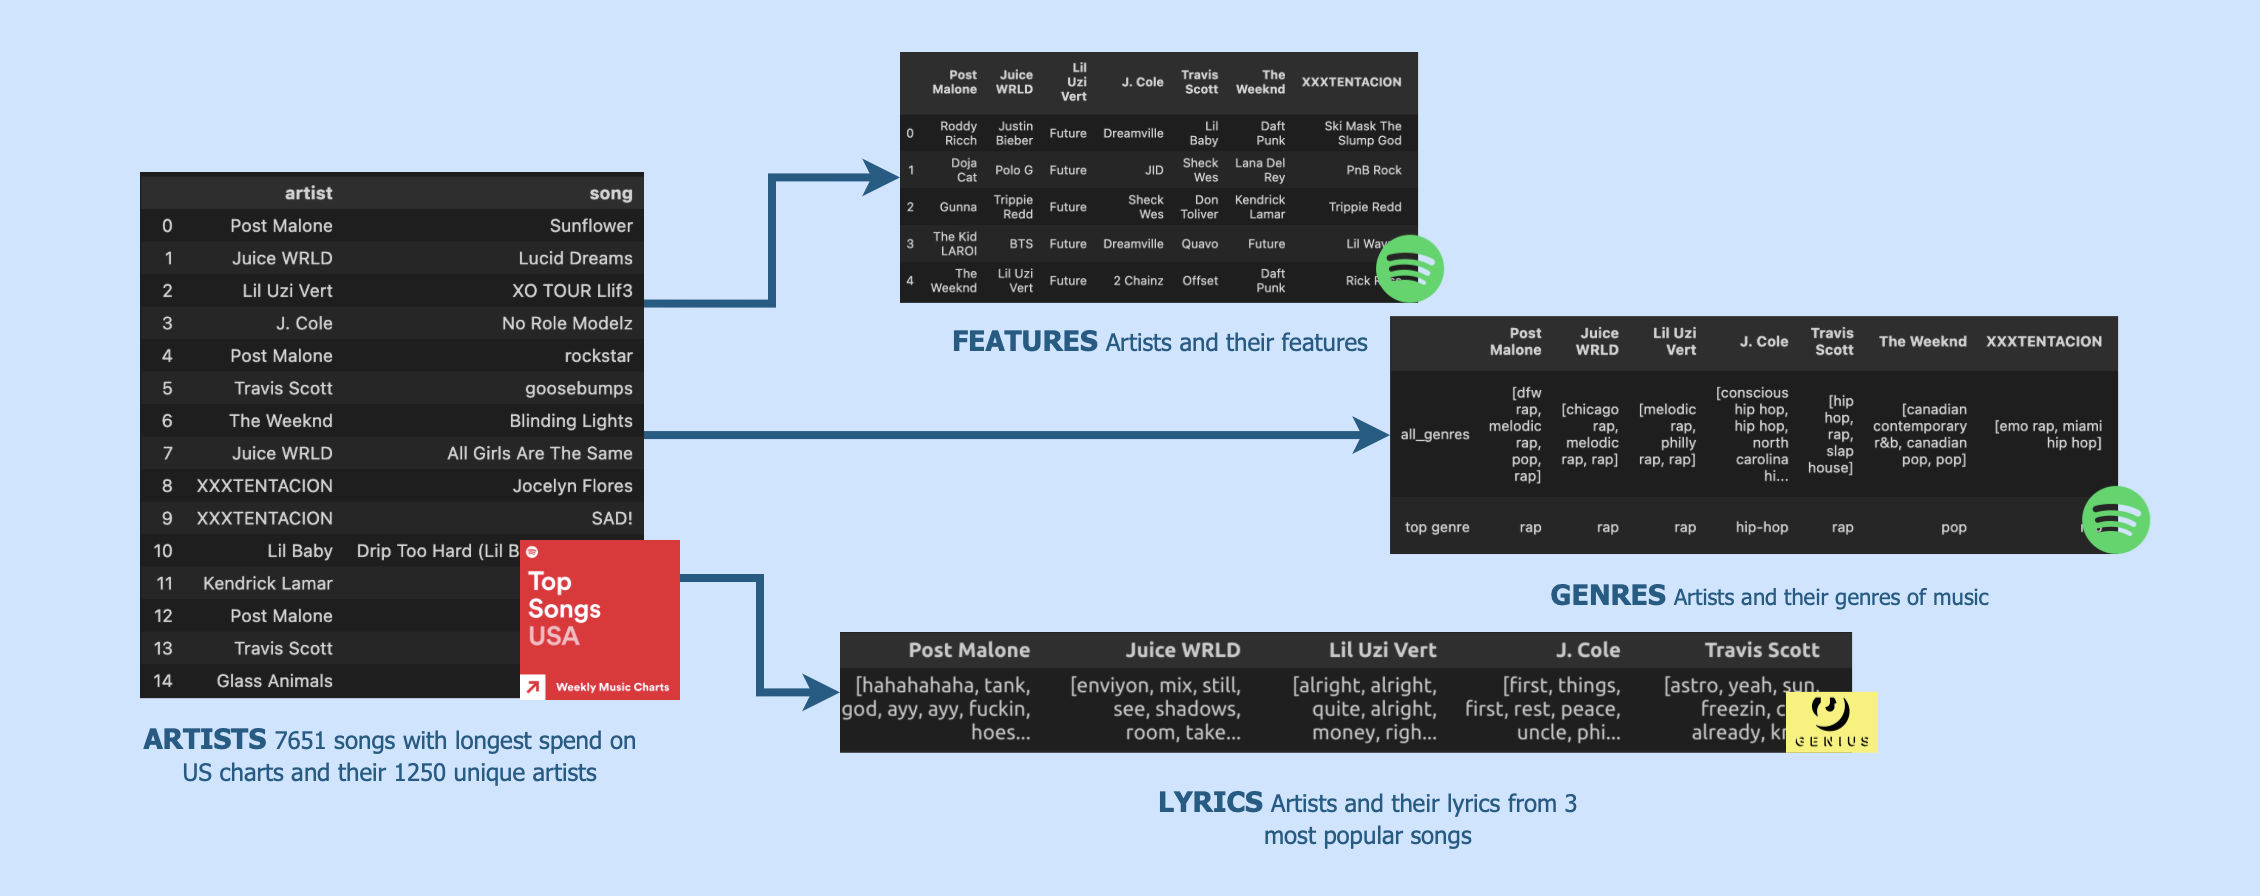 artist song
0 Post Malone Sunflower
1 Juice WRLD Lucid Dreams
2 Lil Uzi Vert XO TOUR Llif3
3 J. Cole No Role Modelz
4 Post Malone rockstar
5 Travis Scott goosebumps
6 The Weeknd Blinding Lights
7 Juice WRLD All Girls Are The Same
8 XXXTENTACION Jocelyn Flores
9 XXXTENTACION SAD!
10 Lil Baby Drip Too Hard (Lil B
11 Kendrick Lamar
12 Post Malone
13 Travis Scott
14 Glass Animals
Top
Songs
USA
Weekly Music Charts
ARTISTS 7651 songs with longest spend on
US charts and their 1250 unique artists
Post Malone Juice WRLD Lil Uzi Vert J. Cole Travis Scott The Weeknd XXXTENTACION
0 Roddy Ricch Justin Bieber Future Dreamville Lil Baby Daft Punk Ski Mask The Slump God
1 Doja Cat Polo G Future JID Sheck Wes Lana Del Rey PnB Rock
2 Gunna Trippie Redd Future Sheck Wes Don Toliver Kendrick Lamar Trippie Redd
3 The Kid LAROI BTS Future Dreamville Quavo Future Lil
4 The Weeknd Lil Uzi Vert Future 2 Chainz Offset Daft Punk Rick
FEATURES Artists and their features
Post Malone Juice WRLD Lil Uzi Vert J. Cole Travis Scott The Weeknd XXXTENTACION
all_genres [dfw rap, melodic rap, pop, rap] [chicago rap, melodic rap, rap] [melodic rap, philly rap, rap] [conscious hip hop, hip hop, north carolina hi... [hip hop, rap, slap house] [canadian contemporary r&b, canadian pop, pop] [emo rap, miami hip hop]
top genre rap rap rap hip-hop rap pop
GENRES Artists and their genres of music
Post Malone Juice WRLD Lil Uzi Vert J. Cole Travis Scott
[hahahahaha, tank, [enviyon, mix, still, [alright, alright, [first, things, [astro, yeah, sun,
god, ayy, ayy, fuckin, see, shadows, quite, alright, first, rest, peace, freezin,
hoes... room, take... money, righ... uncle, phi... already,
GENIUS
LYRICS Artists and their lyrics from 3
most popular songs